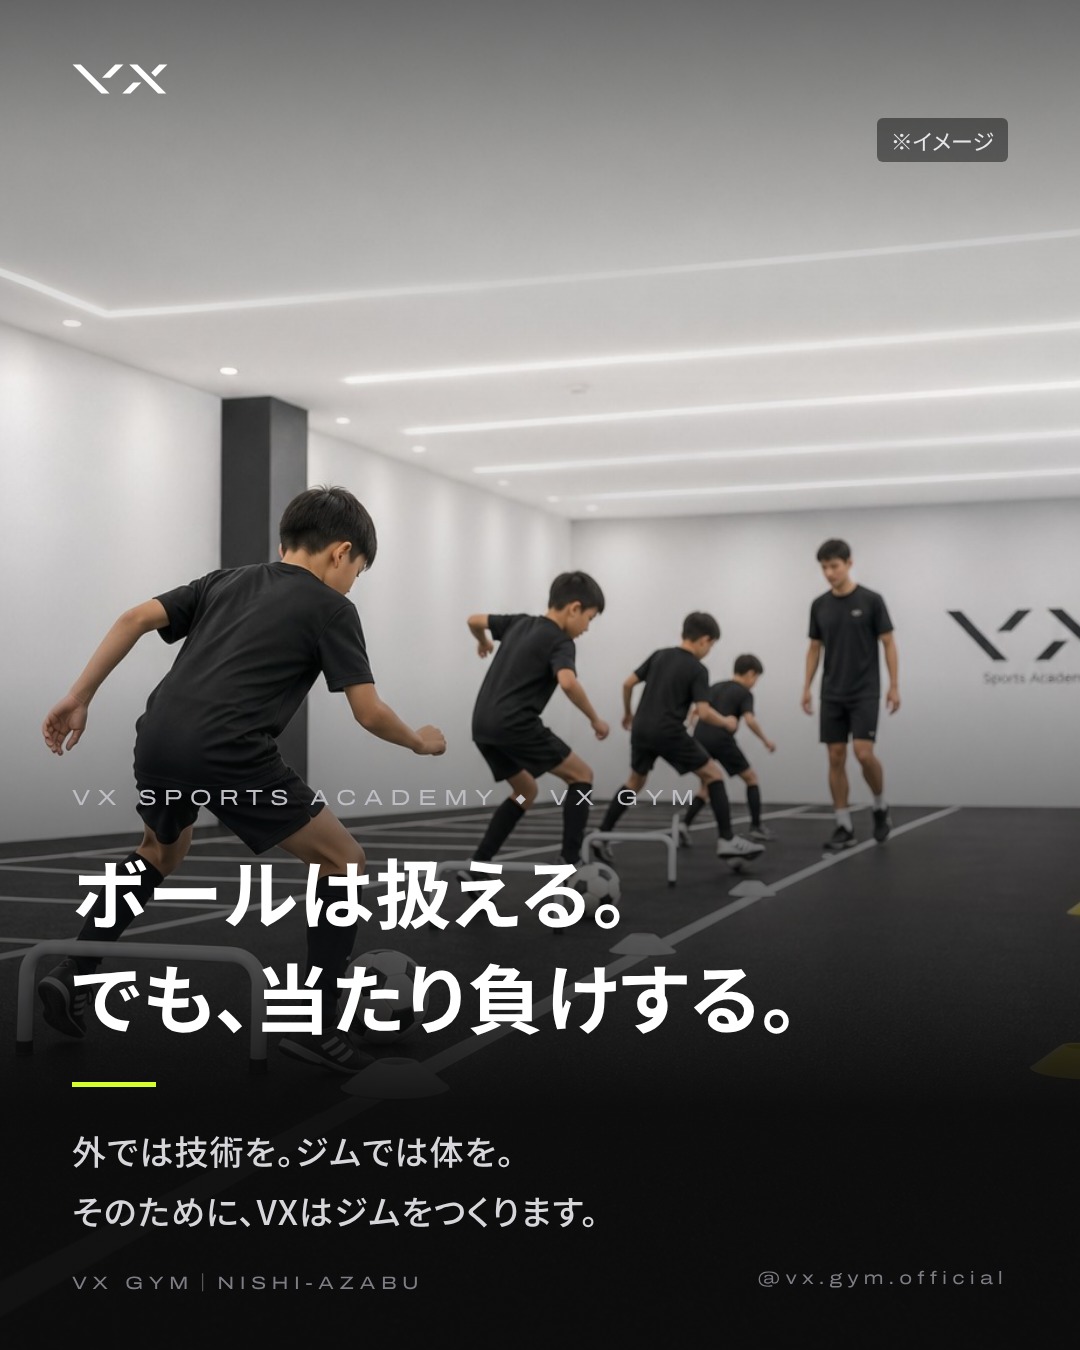 VX
※イメージ
VX
Sports Academ
VX SPORTS ACADEMY ◆ VX GYM
ボールは扱える。
でも、当たり負けする。
外では技術を。ジムでは体を。
そのために、VXはジムをつくります。
VX GYM | NISHI-AZABU
@vx.gym.official